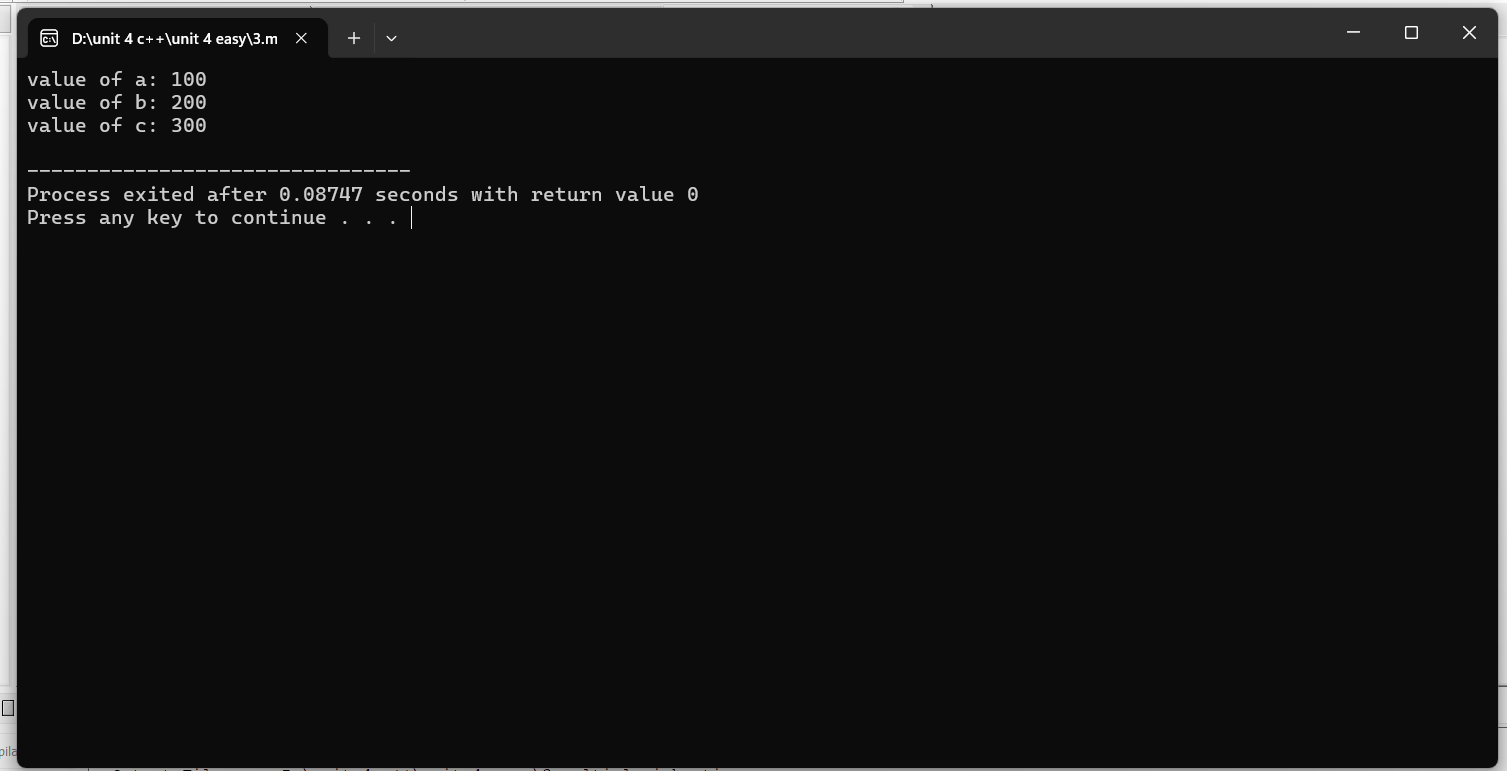 D:\unit 4 c++\unit 4 easy\3.m
value of a: 100
value of b: 200
value of c: 300
--------------------------------
Process exited after 0.08747 seconds with return value 0
Press any key to continue . . .